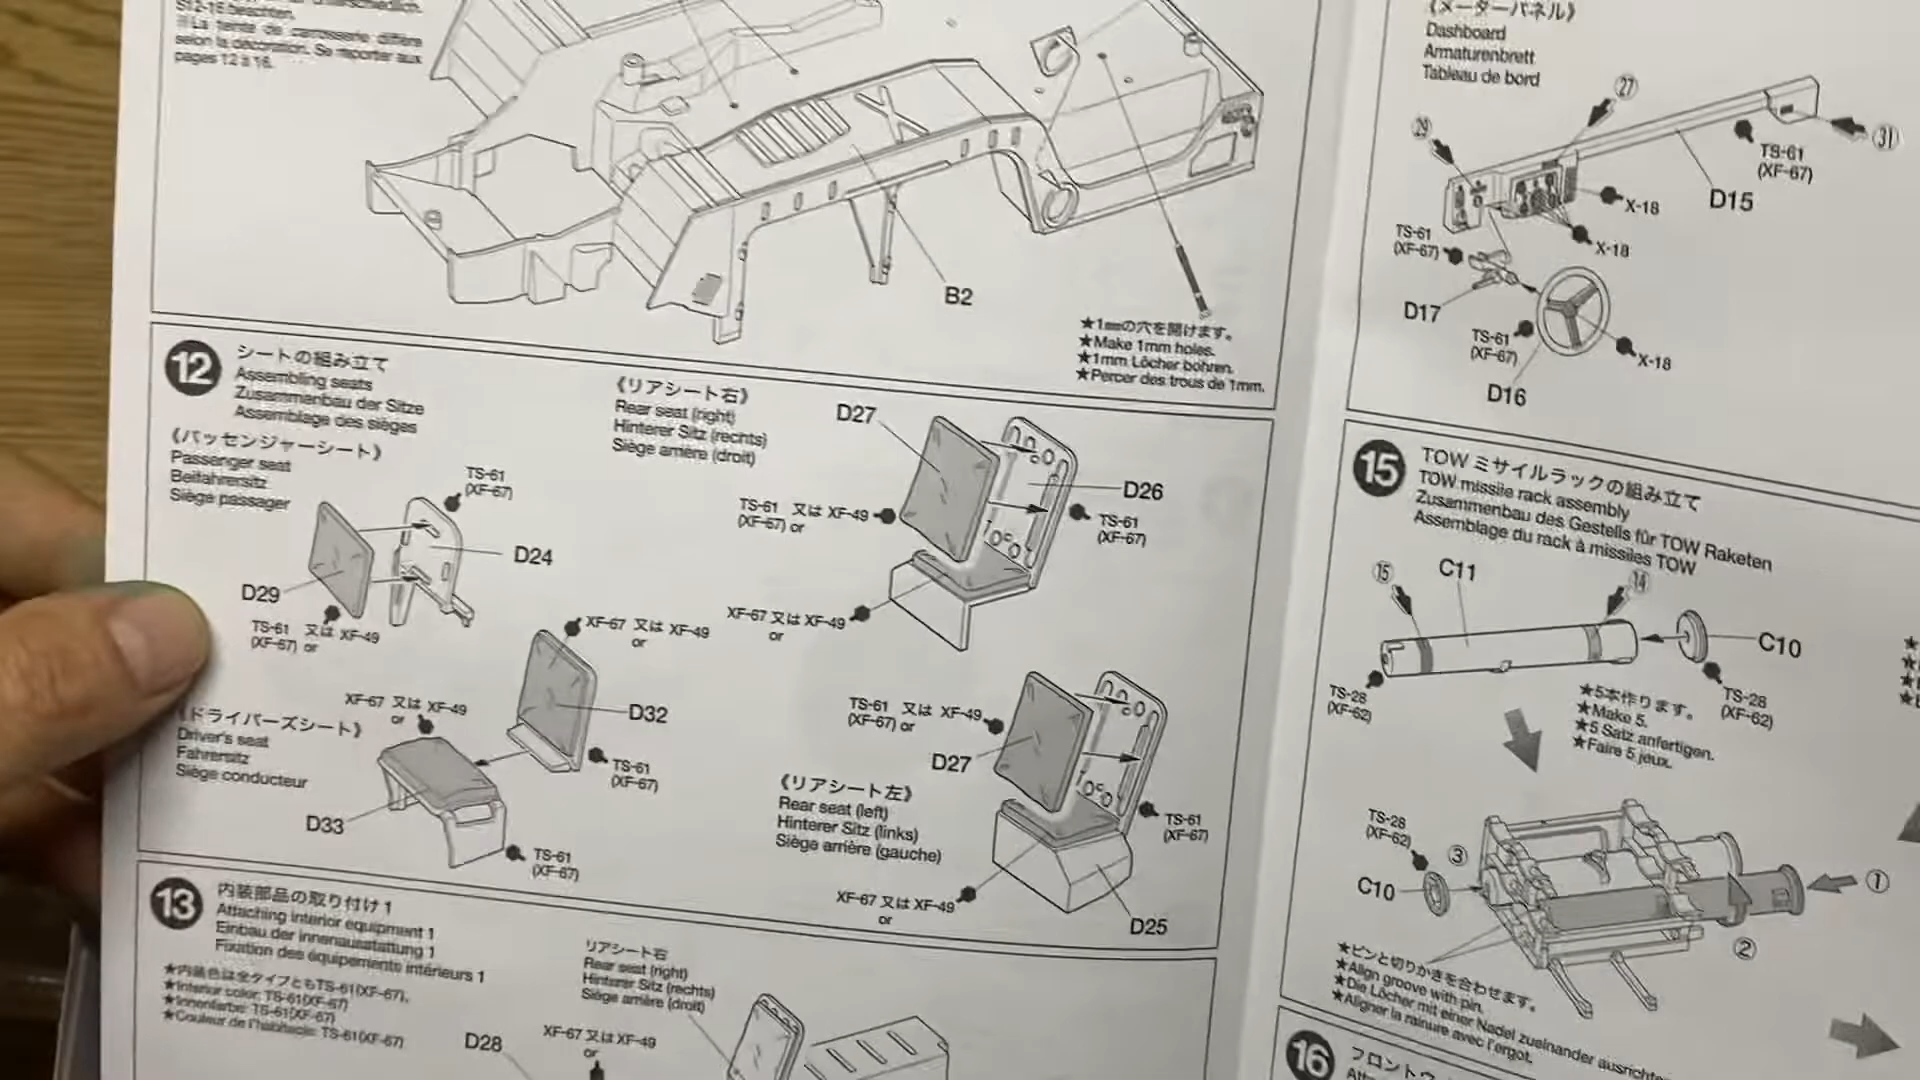 S12-16 beachten.
selon la décoration. Se reporter aux
pages 12 à 16.
B2
★1mmの穴を開けます。
★Make 1mm holes.
★1mm Löcher bohren.
★Percer des trous de 1mm.
12
シートの組み立て
Assembling seats
Zusammenbau der Sitze
Assemblage des sièges
《パッセンジャーシート》
Passenger seat
Beifahrersitz
Siège passager
TS-61
(XF-67)
D24
D29
TS-61 又は XF-49
(XF-67) or
《リアシート右》
Rear seat (right)
Hinterer Sitz (rechts)
Siège arrière (droit)
D27
D26
TS-61 又は XF-49
(XF-67) or
TS-61
(XF-67)
XF-67 又は XF-49
or
XF-67 又は XF-49
or
D32
XF-67 又は XF-49
or
《ドライバーズシート》
Driver's seat
Fahrersitz
Siège conducteur
TS-61
(XF-67)
D33
TS-61
(XF-67)
TS-61 又は XF-49
(XF-67) or
D27
《リアシート左》
Rear seat (left)
Hinterer Sitz (links)
Siège arrière (gauche)
TS-61
(XF-67)
XF-67 又は XF-49
or
D25
13
内装部品の取り付け 1
Attaching interior equipment 1
Einbau der Innenausstattung 1
Fixation des équipements intérieurs 1
★内装色は全タイプともTS-61(XF-67)。
★Interior color: TS-61(XF-67)
★Innenfarbe: TS-61(XF-67)
★Couleur de l'habitacle: TS-61(XF-67)
リアシート右
Rear seat (right)
Hinterer Sitz (rechts)
Siège arrière (droit)
D28
XF-67 又は XF-49
or
《メーターパネル》
Dashboard
Armaturenbrett
Tableau de bord
27
29
31
TS-61
(XF-67)
D15
X-18
X-18
TS-61
(XF-67)
D17
TS-61
(XF-67)
X-18
D16
15
TOW ミサイルラックの組み立て
TOW missile rack assembly
Zusammenbau des Gestells für TOW Raketen
Assemblage du rack à missiles TOW
15
C11
14
C10
TS-28
(XF-62)
TS-28
(XF-62)
★5本作ります。
★Make 5.
★5 Satz anfertigen.
★Faire 5 jeux.
TS-28
(XF-62)
③
C10
①
②
★ピンと切りかきを合わせます。
★Align groove with pin.
★Die Löcher mit einer Nadel zueinander ausrichten
★Aligner la rainure avec l'ergot.
16